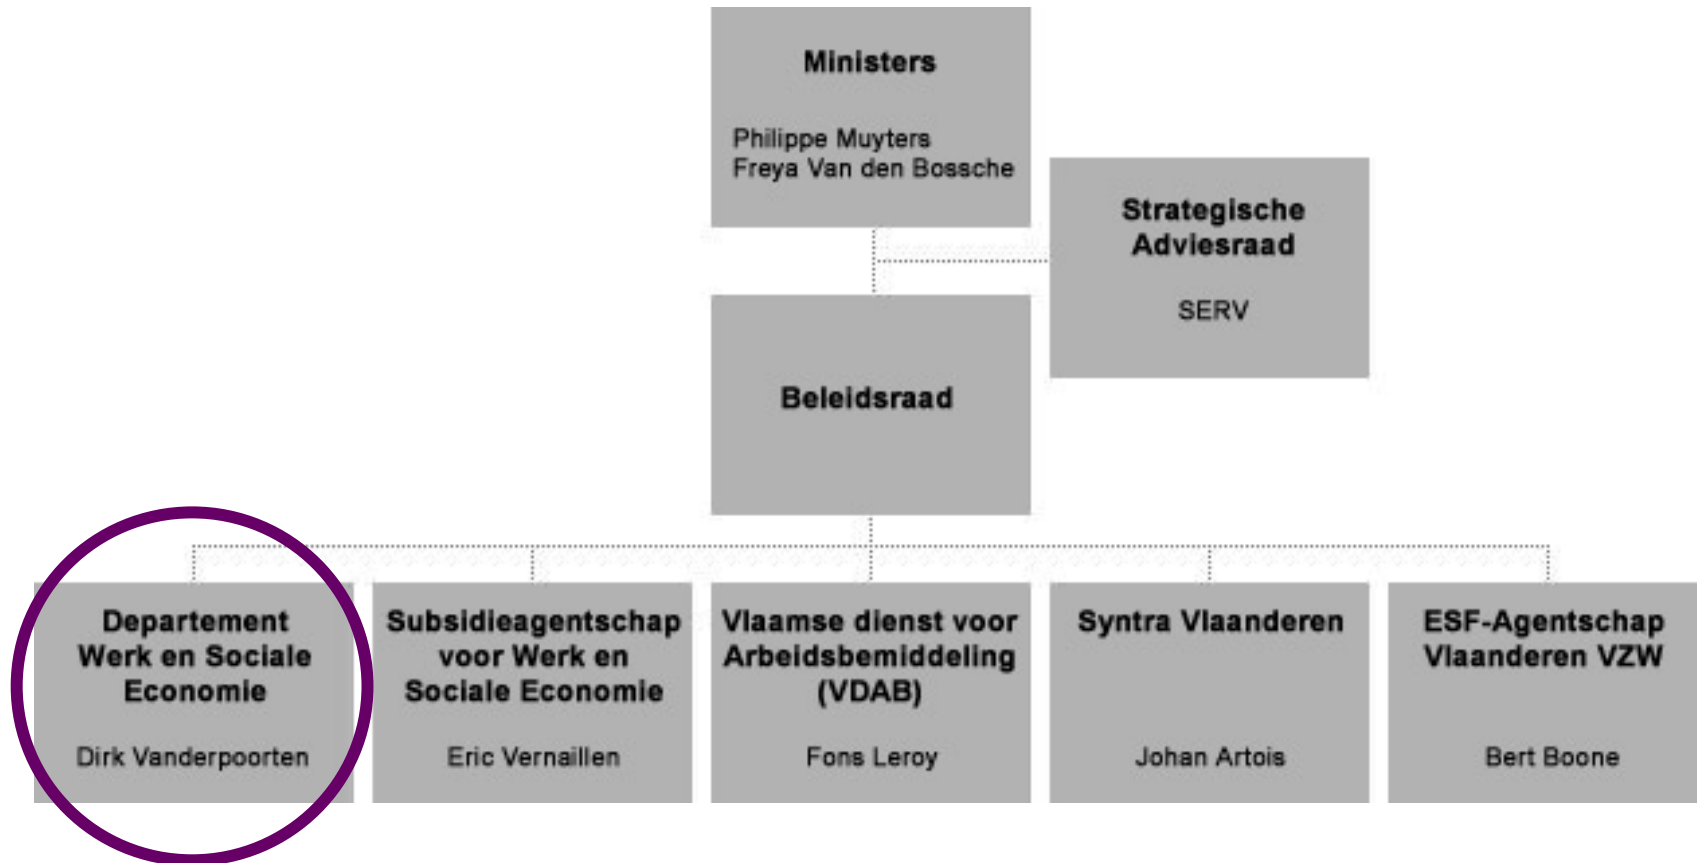 Ministers
Philippe Muyters
Freya Van den Bossche
Strategische
Adviesraad
SERV
Beleidsraad
Departement
Werk en Sociale
Economie
Dirk Vanderpoorten
Subsidieagentschap
voor Werk en
Sociale Economie
Eric Vernaillen
Vlaamse dienst voor
Arbeidsbemiddeling
(VDAB)
Fons Leroy
Syntra Vlaanderen
Johan Artois
ESF-Agentschap
Vlaanderen VZW
Bert Boone